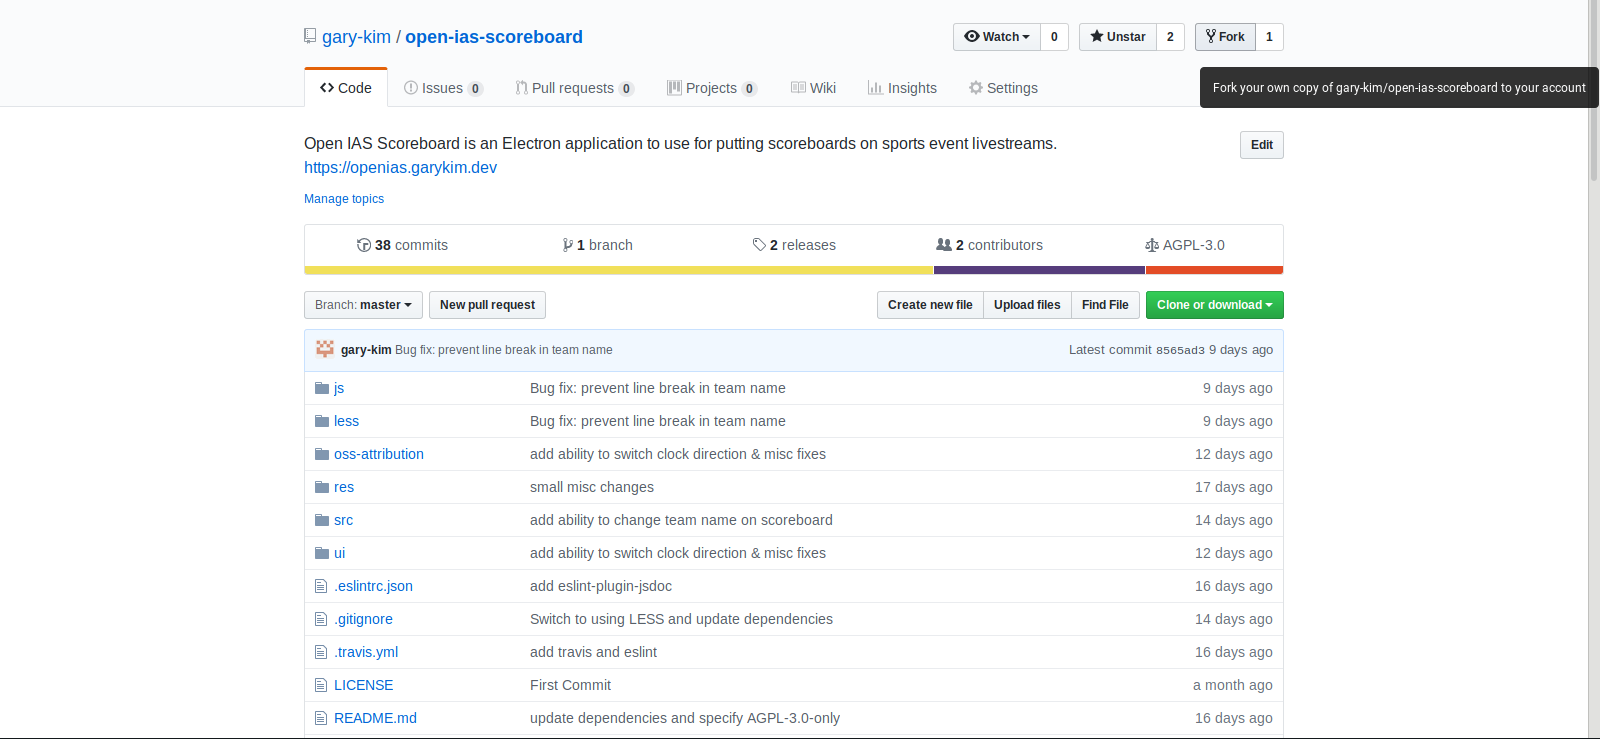 gary-kim / open-ias-scoreboard
Watch 0 Unstar 2 Fork 1
Code Issues 0 Pull requests 0 Projects 0 Wiki Insights Settings
Fork your own copy of gary-kim/open-ias-scoreboard to your account
Open IAS Scoreboard is an Electron application to use for putting scoreboards on sports event livestreams.
Edit
https://openias.garykim.dev
Manage topics
38 commits 1 branch 2 releases 2 contributors AGPL-3.0
Branch: master New pull request Create new file Upload files Find File Clone or download
gary-kim Bug fix: prevent line break in team name Latest commit 8565ad3 9 days ago
js Bug fix: prevent line break in team name 9 days ago
less Bug fix: prevent line break in team name 9 days ago
oss-attribution add ability to switch clock direction & misc fixes 12 days ago
res small misc changes 17 days ago
src add ability to change team name on scoreboard 14 days ago
ui add ability to switch clock direction & misc fixes 12 days ago
.eslintrc.json add eslint-plugin-jsdoc 16 days ago
.gitignore Switch to using LESS and update dependencies 14 days ago
.travis.yml add travis and eslint 16 days ago
LICENSE First Commit a month ago
README.md update dependencies and specify AGPL-3.0-only 16 days ago